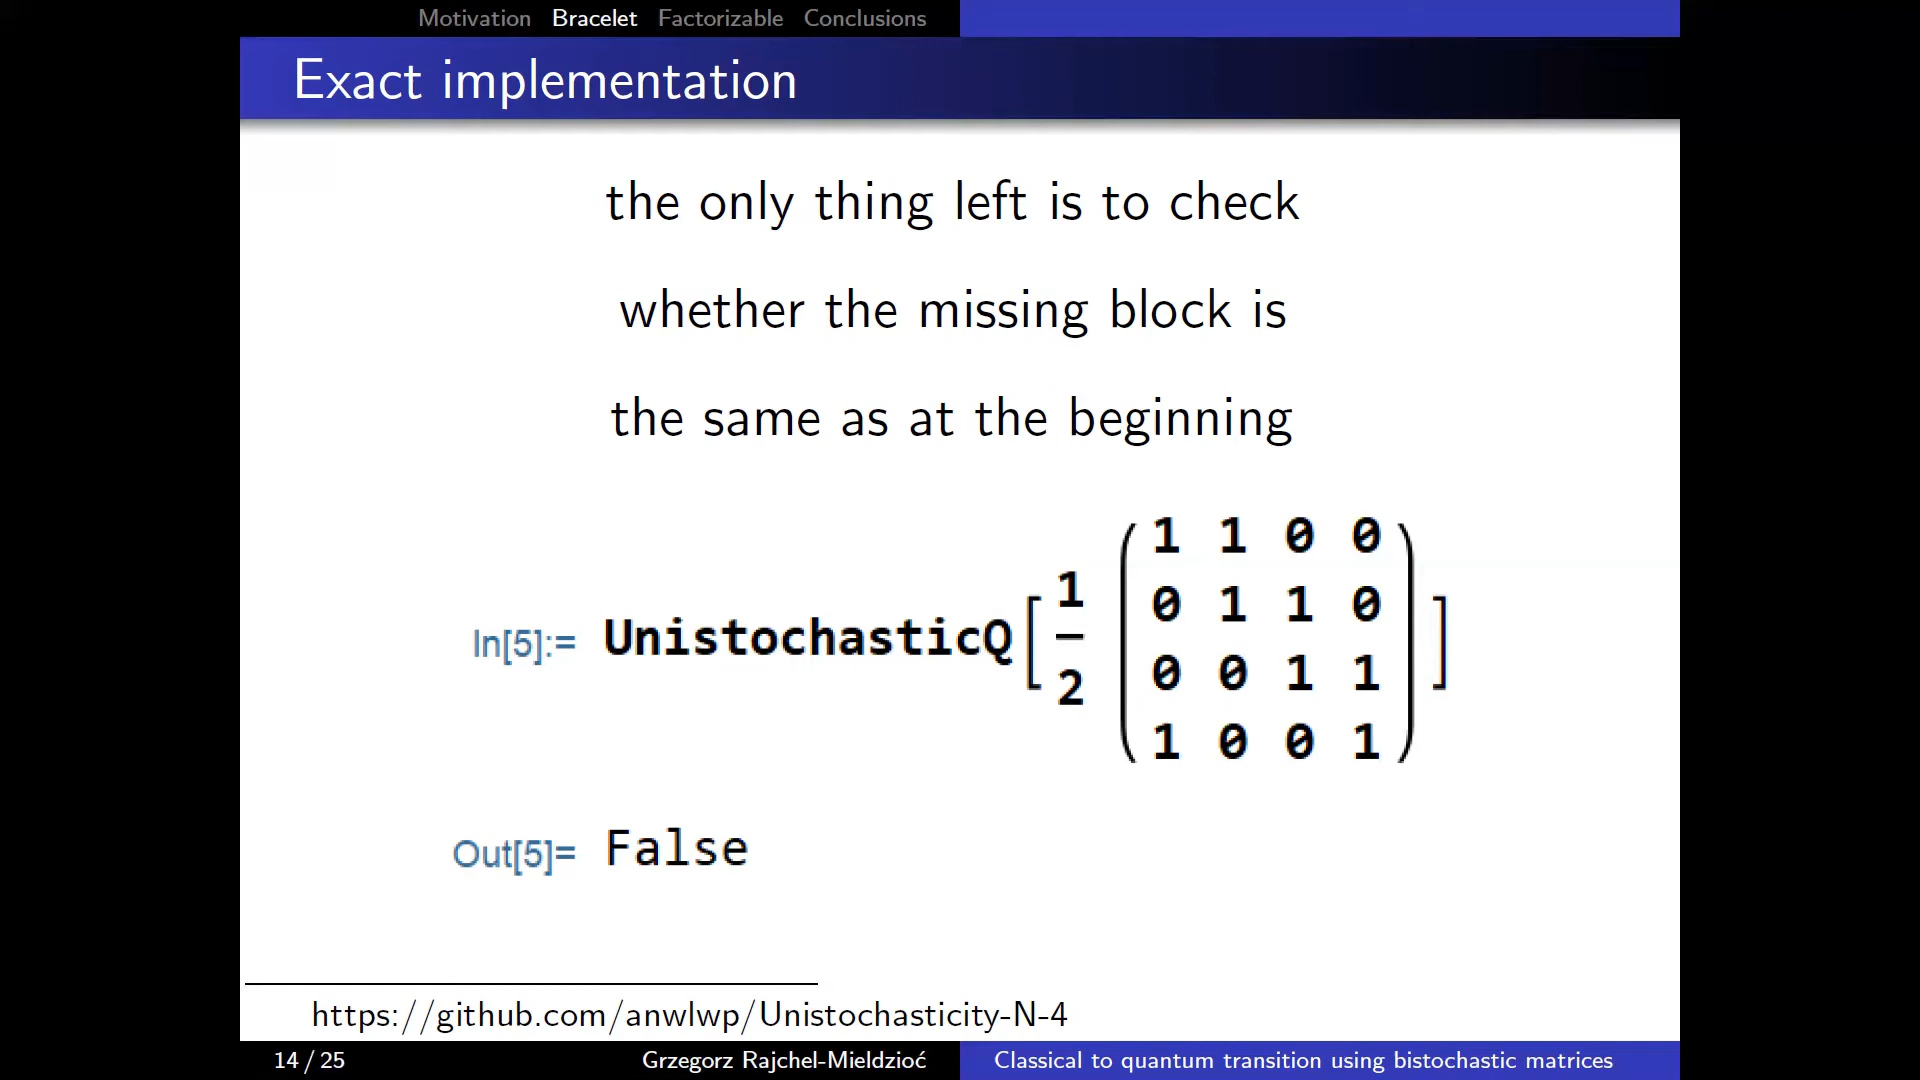 Motivation Bracelet Factorizable Conclusions
Exact implementation
the only thing left is to check
whether the missing block is
the same as at the beginning
1 1 0 0
1
0 1 1 0
In[5]:= UnistochasticQ[ — ]
0 0 1 1
2
1 0 0 1
Out[5]= False
https://github.com/anwlwp/Unistochasticity-N-4
14 / 25 Grzegorz Rajchel-Mieldzioć Classical to quantum transition using bistochastic matrices